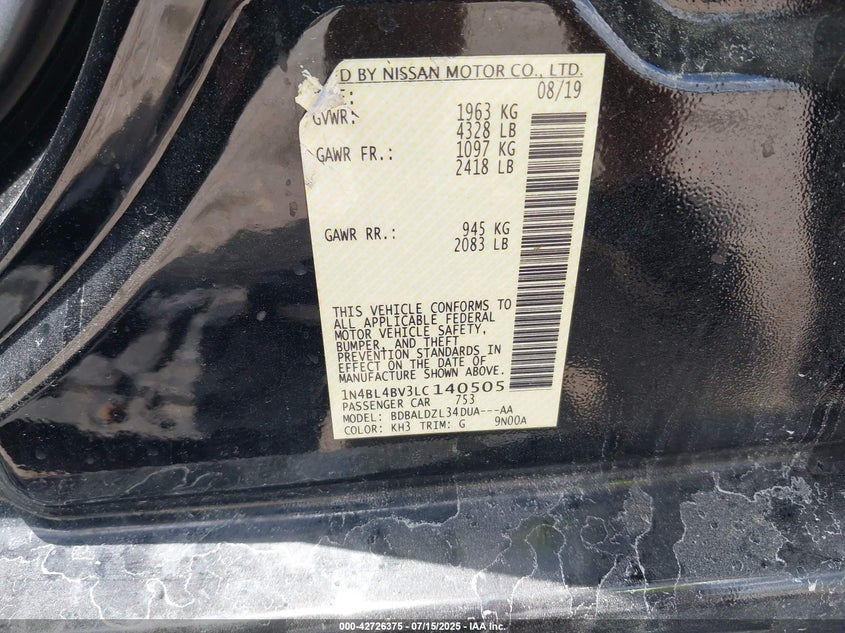 D BY NISSAN MOTOR CO., LTD.
08/19
GVWR: 1963 KG
4328 LB
GAWR FR.: 1097 KG
2418 LB
GAWR RR.: 945 KG
2083 LB
THIS VEHICLE CONFORMS TO
ALL APPLICABLE FEDERAL
MOTOR VEHICLE SAFETY,
BUMPER, AND THEFT
PREVENTION STANDARDS IN
EFFECT ON THE DATE OF
MANUFACTURE SHOWN ABOVE.
1N4BL4BV3LC140505
PASSENGER CAR 753
MODEL: BDBALDZL34DUA---AA
COLOR: KH3 TRIM: G 9N00A
000-42726375 - 07/15/2025 - IAA Inc.